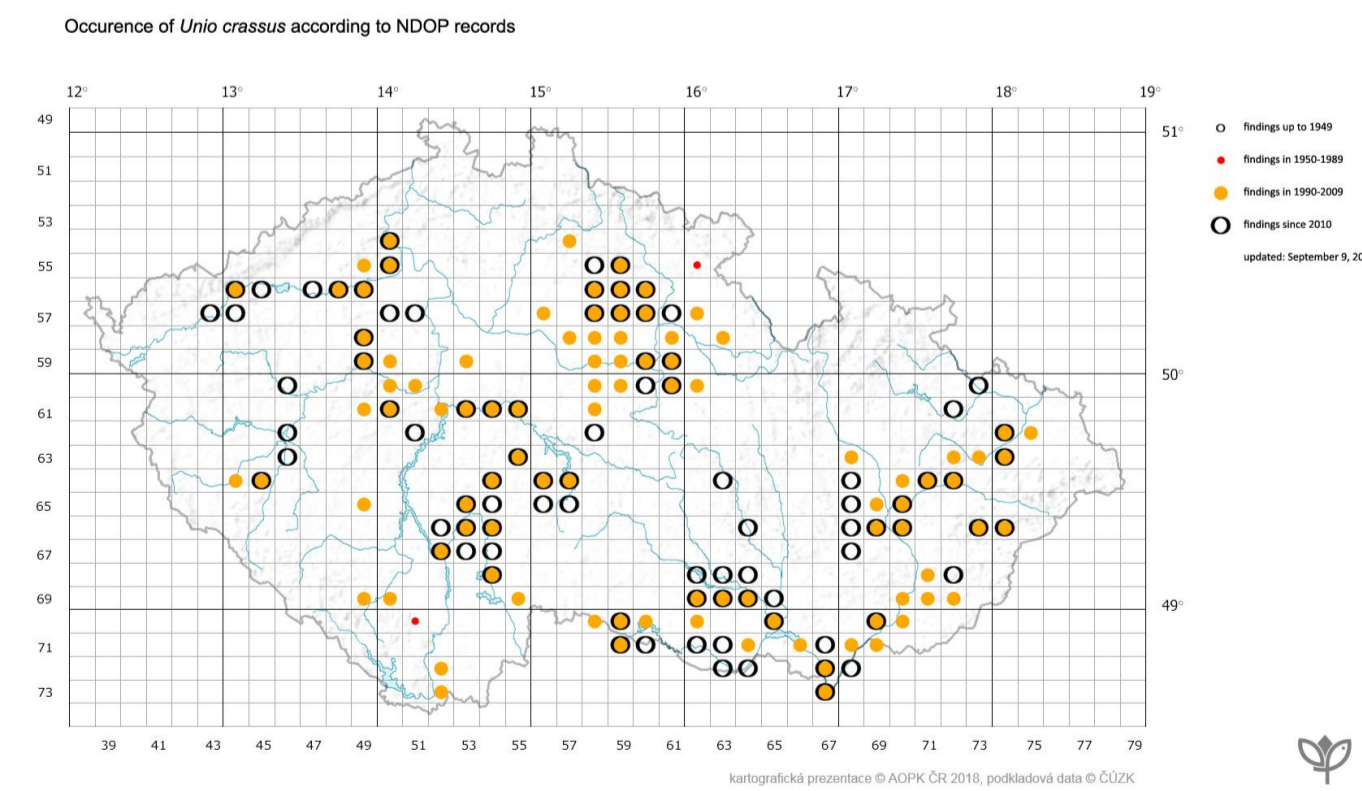 Occurence of Unio crassus according to NDOP records
12° 13° 14° 15° 16° 17° 18° 19°
49
51°
findings up to 1949
findings in 1950-1989
51
findings in 1990-2009
53
findings since 2010
55
updated: September 9, 20
57
59
50°
61
63
65
67
69
49°
71
73
39 41 43 45 47 49 51 53 55 57 59 61 63 65 67 69 71 73 75 77 79
kartografická prezentace © AOPK ČR 2018, podkladová data © ČÚZK